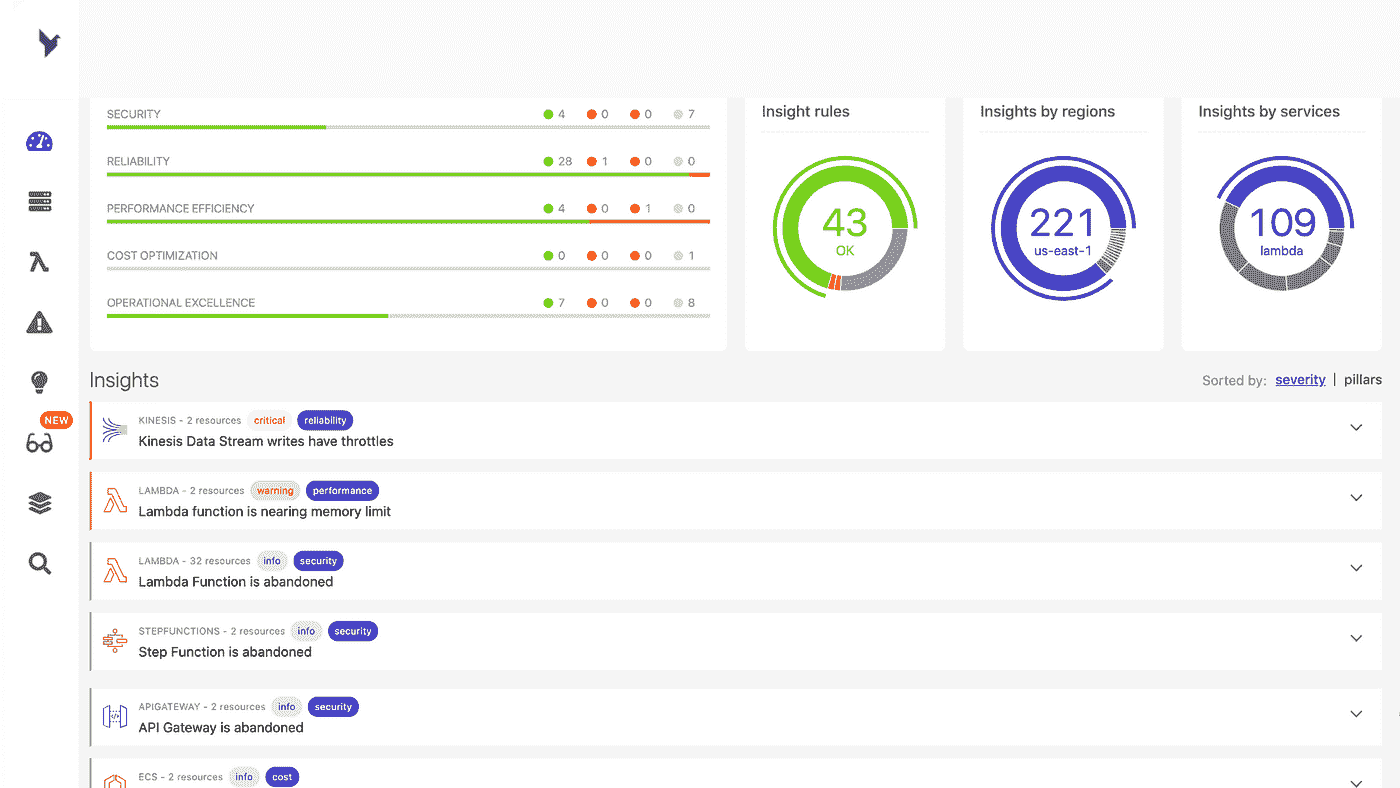 SECURITY 4 0 0 7
RELIABILITY 28 1 0 0
PERFORMANCE EFFICIENCY 4 0 1 0
COST OPTIMIZATION 0 0 0 1
OPERATIONAL EXCELLENCE 7 0 0 8
Insight rules
43
OK
Insights by regions
221
us-east-1
Insights by services
109
lambda
NEW
Insights
Sorted by: severity | pillars
KINESIS - 2 resources critical reliability
Kinesis Data Stream writes have throttles
LAMBDA - 2 resources warning performance
Lambda function is nearing memory limit
LAMBDA - 32 resources info security
Lambda Function is abandoned
STEPFUNCTIONS - 2 resources info security
Step Function is abandoned
APIGATEWAY - 2 resources info security
API Gateway is abandoned
ECS - 2 resources info cost